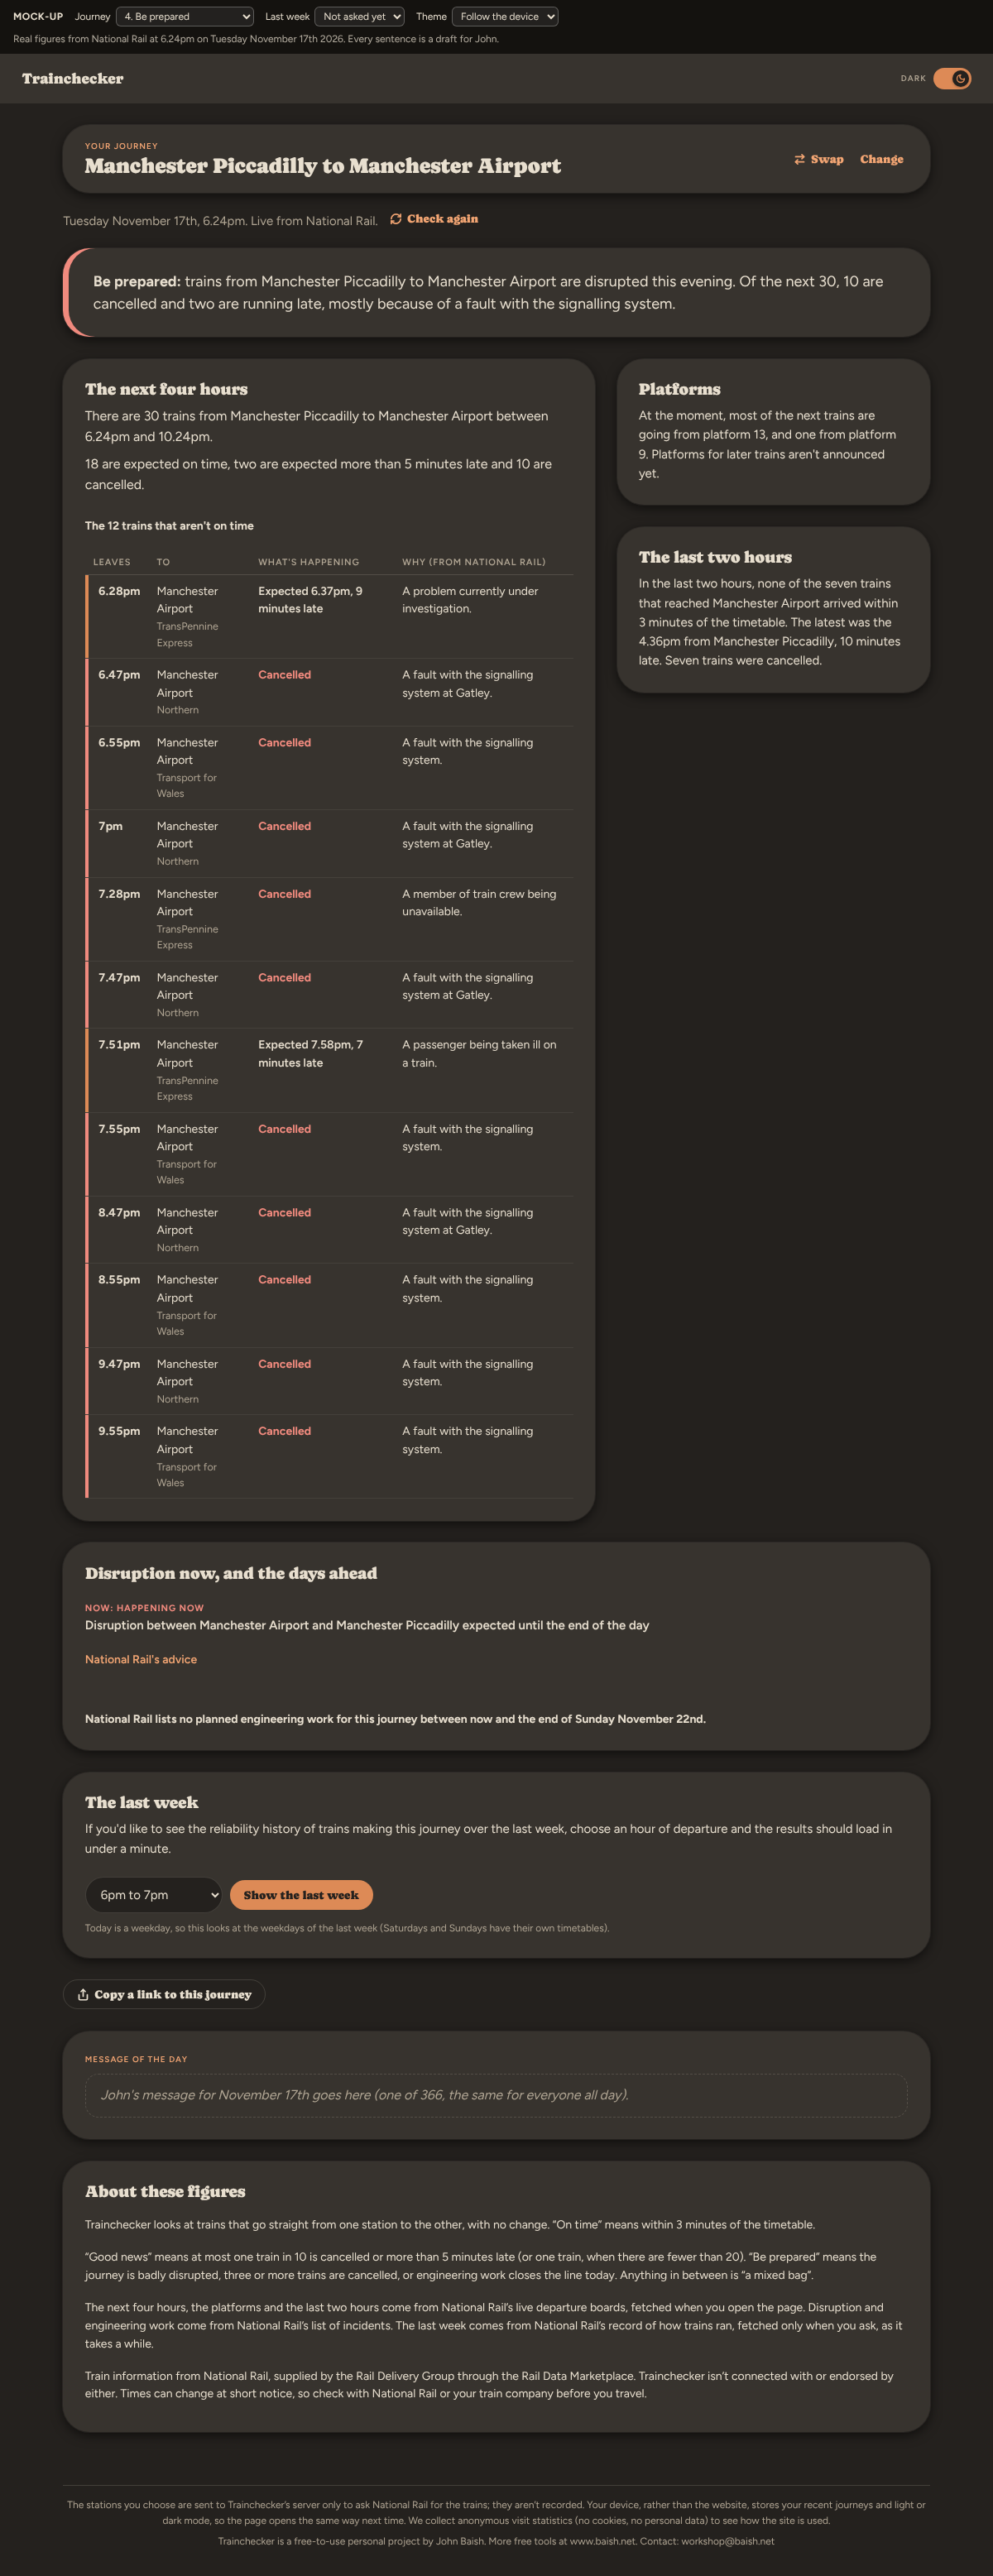 MOCK-UP Journey 4. Be prepared Last week Not asked yet Theme Follow the device
Real figures from National Rail at 6.24pm on Tuesday November 17th 2026. Every sentence is a draft for John.
Trainchecker
DARK
YOUR JOURNEY
Manchester Piccadilly to Manchester Airport
Swap Change
Tuesday November 17th, 6.24pm. Live from National Rail. Check again
Be prepared: trains from Manchester Piccadilly to Manchester Airport are disrupted this evening. Of the next 30, 10 are
cancelled and two are running late, mostly because of a fault with the signalling system.
The next four hours
There are 30 trains from Manchester Piccadilly to Manchester Airport between
6.24pm and 10.24pm.
18 are expected on time, two are expected more than 5 minutes late and 10 are
cancelled.
The 12 trains that aren't on time
LEAVES TO WHAT'S HAPPENING WHY (FROM NATIONAL RAIL)
6.28pm Manchester Expected 6.37pm, 9 A problem currently under
Airport minutes late investigation.
TransPennine
Express
6.47pm Manchester Cancelled A fault with the signalling
Airport system at Gatley.
Northern
6.55pm Manchester Cancelled A fault with the signalling
Airport system.
Transport for
Wales
7pm Manchester Cancelled A fault with the signalling
Airport system at Gatley.
Northern
7.28pm Manchester Cancelled A member of train crew being
Airport unavailable.
TransPennine
Express
7.47pm Manchester Cancelled A fault with the signalling
Airport system at Gatley.
Northern
7.51pm Manchester Expected 7.58pm, 7 A passenger being taken ill on
Airport minutes late a train.
TransPennine
Express
7.55pm Manchester Cancelled A fault with the signalling
Airport system.
Transport for
Wales
8.47pm Manchester Cancelled A fault with the signalling
Airport system at Gatley.
Northern
8.55pm Manchester Cancelled A fault with the signalling
Airport system.
Transport for
Wales
9.47pm Manchester Cancelled A fault with the signalling
Airport system.
Northern
9.55pm Manchester Cancelled A fault with the signalling
Airport system.
Transport for
Wales
Platforms
At the moment, most of the next trains are
going from platform 13, and one from platform
9. Platforms for later trains aren't announced
yet.
The last two hours
In the last two hours, none of the seven trains
that reached Manchester Airport arrived within
3 minutes of the timetable. The latest was the
4.36pm from Manchester Piccadilly, 10 minutes
late. Seven trains were cancelled.
Disruption now, and the days ahead
NOW: HAPPENING NOW
Disruption between Manchester Airport and Manchester Piccadilly expected until the end of the day
National Rail's advice
National Rail lists no planned engineering work for this journey between now and the end of Sunday November 22nd.
The last week
If you'd like to see the reliability history of trains making this journey over the last week, choose an hour of departure and the results should load in
under a minute.
6pm to 7pm Show the last week
Today is a weekday, so this looks at the weekdays of the last week (Saturdays and Sundays have their own timetables).
Copy a link to this journey
MESSAGE OF THE DAY
John's message for November 17th goes here (one of 366, the same for everyone all day).
About these figures
Trainchecker looks at trains that go straight from one station to the other, with no change. “On time” means within 3 minutes of the timetable.
“Good news” means at most one train in 10 is cancelled or more than 5 minutes late (or one train, when there are fewer than 20). “Be prepared” means the
journey is badly disrupted, three or more trains are cancelled, or engineering work closes the line today. Anything in between is “a mixed bag”.
The next four hours, the platforms and the last two hours come from National Rail’s live departure boards, fetched when you open the page. Disruption and
engineering work come from National Rail’s list of incidents. The last week comes from National Rail’s record of how trains ran, fetched only when you ask, as it
takes a while.
Train information from National Rail, supplied by the Rail Delivery Group through the Rail Data Marketplace. Trainchecker isn’t connected with or endorsed by
either. Times can change at short notice, so check with National Rail or your train company before you travel.
The stations you choose are sent to Trainchecker’s server only to ask National Rail for the trains; they aren’t recorded. Your device, rather than the website, stores your recent journeys and light or
dark mode, so the page opens the same way next time. We collect anonymous visit statistics (no cookies, no personal data) to see how the site is used.
Trainchecker is a free-to-use personal project by John Baish. More free tools at www.baish.net. Contact: workshop@baish.net